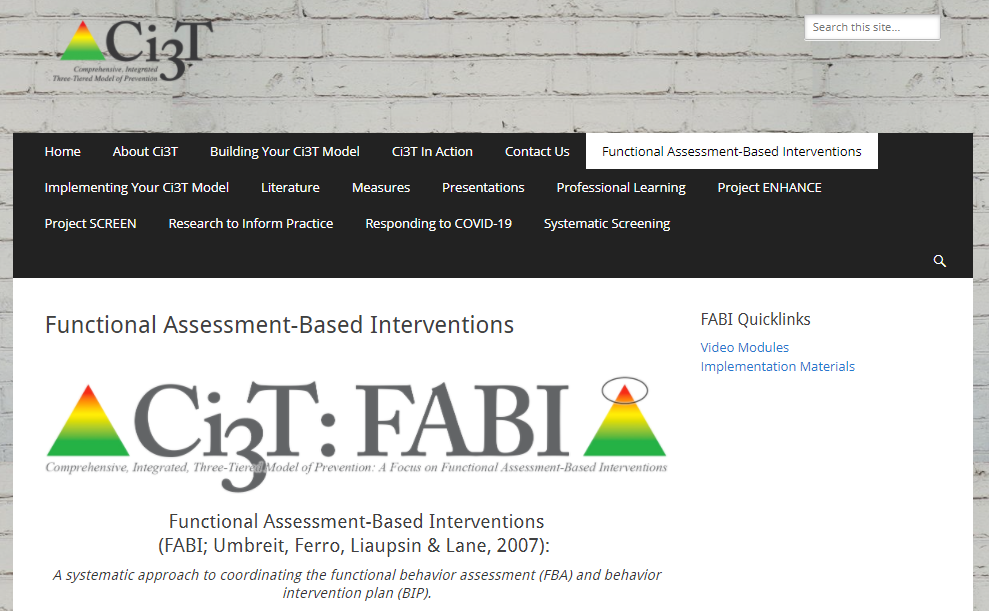 Ci3T
Comprehensive, Integrated
Three-Tiered Model of Prevention
Search this site...
Home About Ci3T Building Your Ci3T Model Ci3T In Action Contact Us Functional Assessment-Based Interventions
Implementing Your Ci3T Model Literature Measures Presentations Professional Learning Project ENHANCE
Project SCREEN Research to Inform Practice Responding to COVID-19 Systematic Screening
Functional Assessment-Based Interventions
FABI Quicklinks
Video Modules
Implementation Materials
Ci3T: FABI
Comprehensive, Integrated, Three-Tiered Model of Prevention: A Focus on Functional Assessment-Based Interventions
Functional Assessment-Based Interventions
(FABI; Umbreit, Ferro, Liaupsin & Lane, 2007):
A systematic approach to coordinating the functional behavior assessment (FBA) and behavior
intervention plan (BIP).